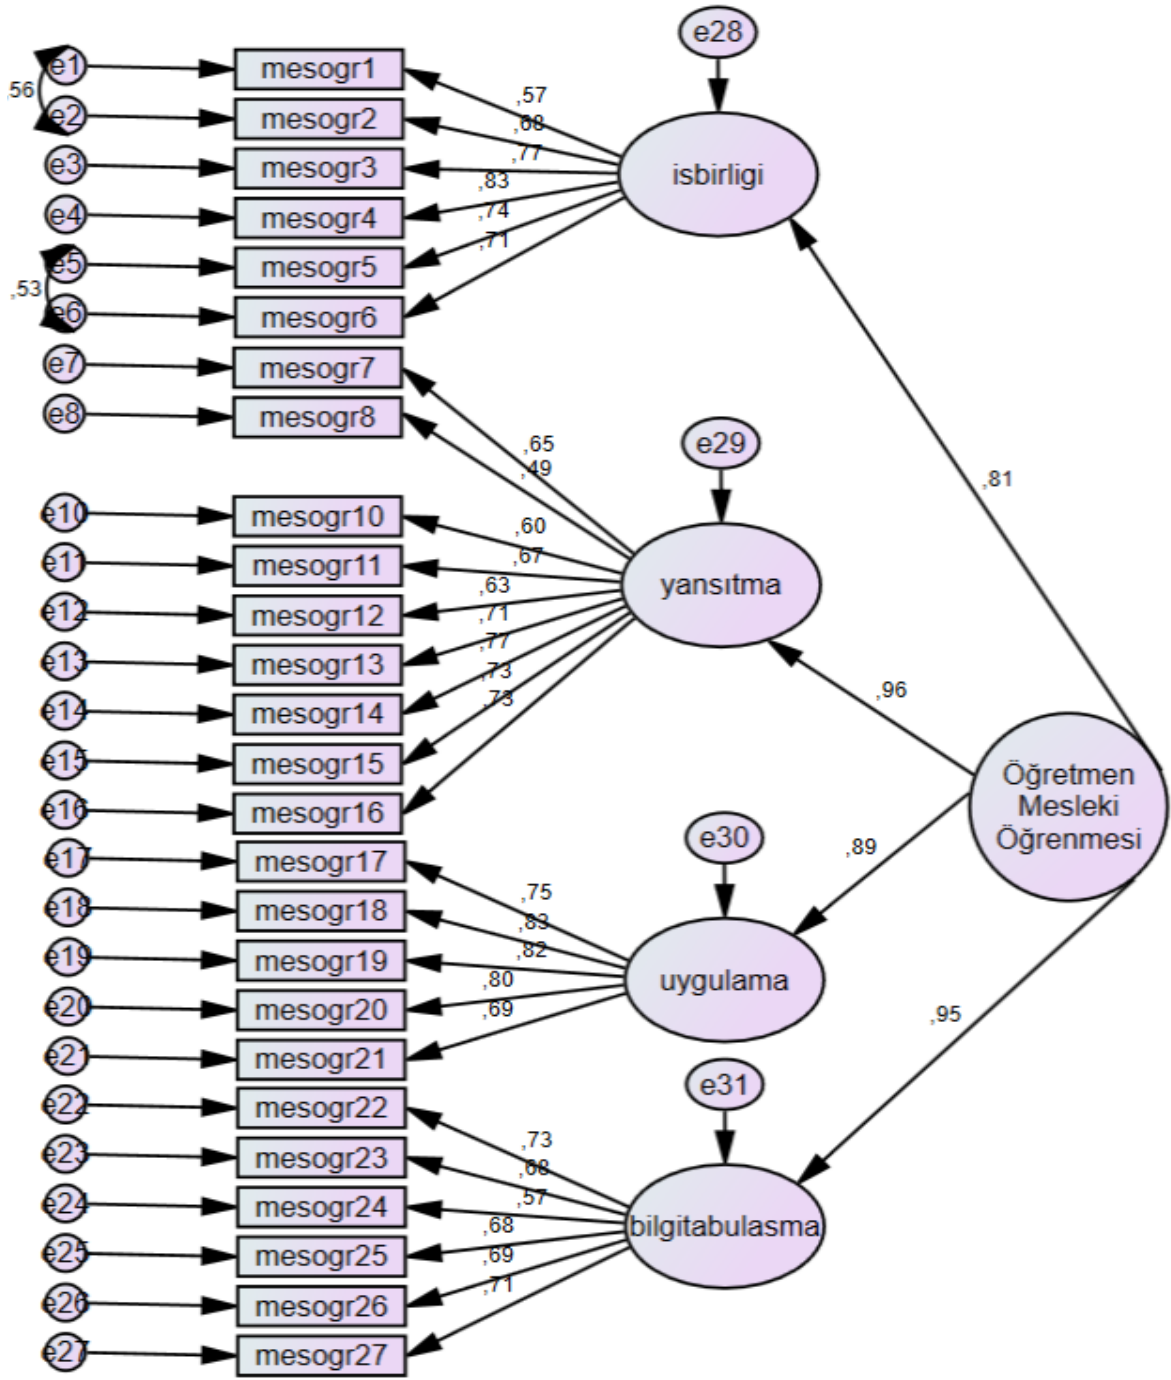 e28
e1
mesogr1
,56
e2
mesogr2
e3
mesogr3
e4
mesogr4
e5
mesogr5
,53
e6
mesogr6
e7
mesogr7
e8
mesogr8
,57
,68
,77
,83
,74
,71
isbirligi
,81
e29
,65
,49
e10
mesogr10
e11
mesogr11
e12
mesogr12
e13
mesogr13
e14
mesogr14
e15
mesogr15
e16
mesogr16
,60
,67
,63
,71
,77
,73
,73
yansıtma
,96
Öğretmen
Mesleki
Öğrenmesi
e30
,89
e17
mesogr17
e18
mesogr18
e19
mesogr19
e20
mesogr20
e21
mesogr21
,75
,83
,82
,80
,69
uygulama
,95
e31
e22
mesogr22
e23
mesogr23
e24
mesogr24
e25
mesogr25
e26
mesogr26
e27
mesogr27
,73
,68
,57
,68
,69
,71
bilgitabulasma